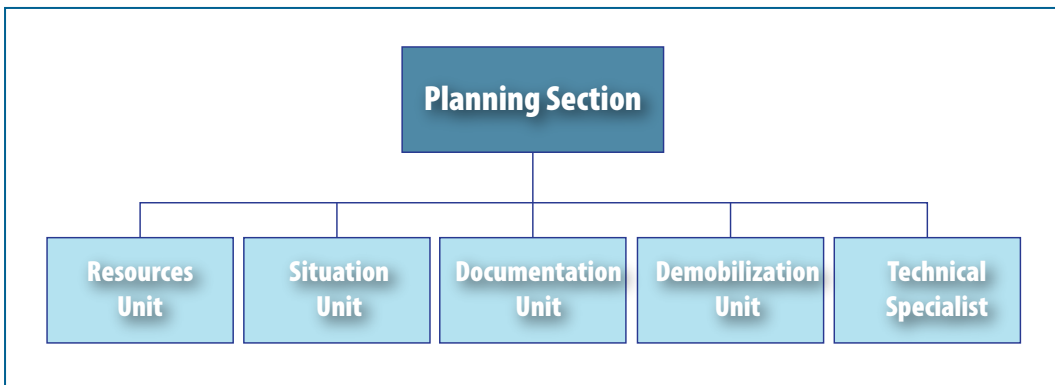 Planning Section
Resources
Unit
Situation
Unit
Documentation
Unit
Demobilization
Unit
Technical
Specialist